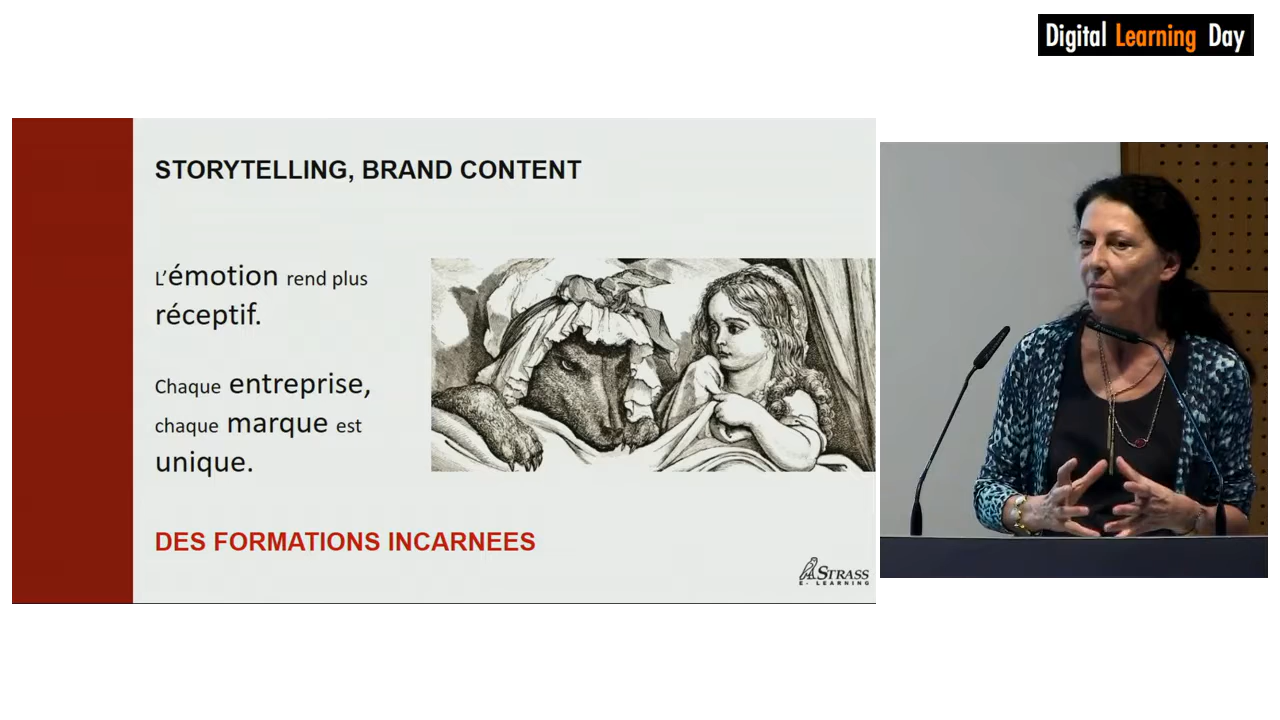 Digital Learning Day
STORYTELLING, BRAND CONTENT
L'émotion rend plus
réceptif.
Chaque entreprise,
chaque marque est
unique.
DES FORMATIONS INCARNEES
STRASS
E-LEARNING